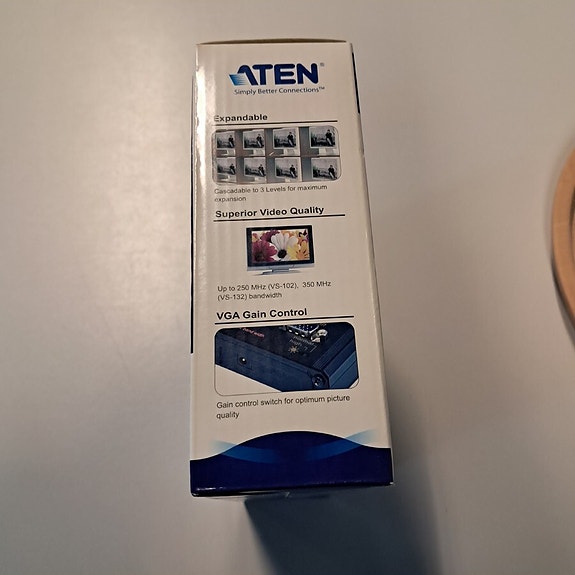 ATEN®
Simply Better Connections™
Expandable
Cascadable to 3 Levels for maximum
expansion
Superior Video Quality
Up to 250 MHz (VS-102), 350 MHz
(VS-132) bandwidth
VGA Gain Control
Gain control switch for optimum picture
quality